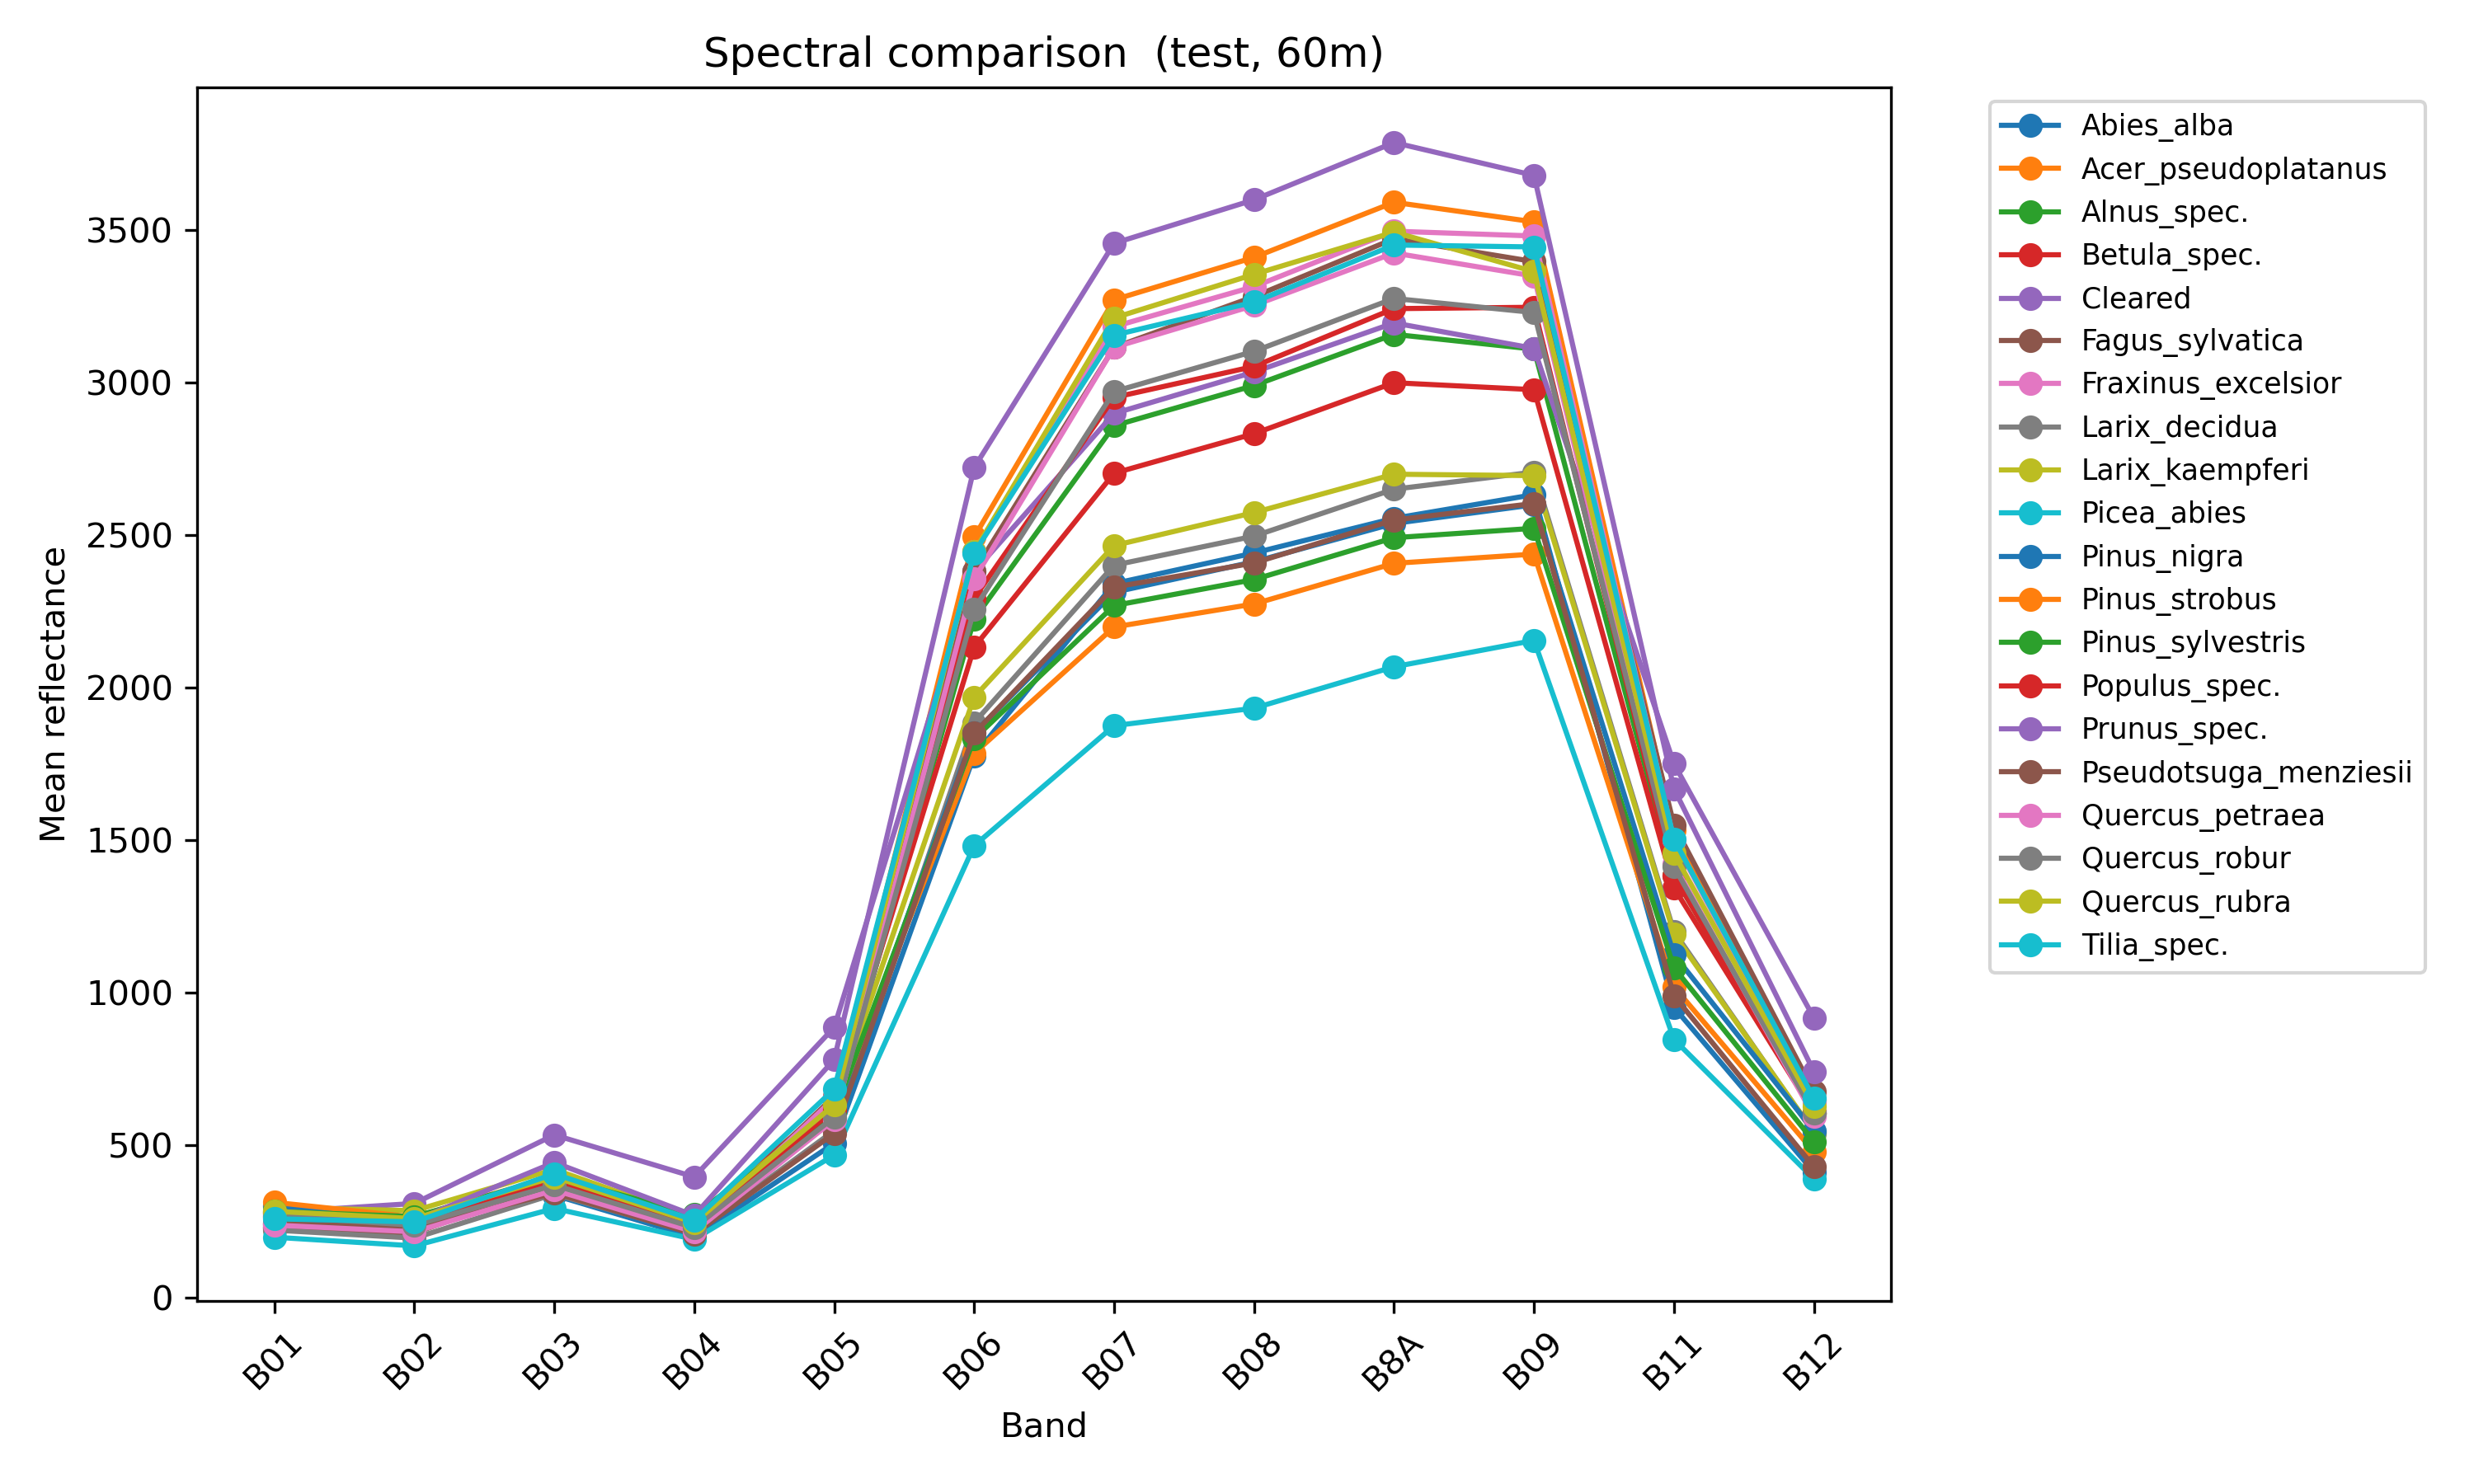 Spectral comparison  (test, 60m)
Mean reflectance
3500
3000
2500
2000
1500
1000
500
0
B01 B02 B03 B04 B05 B06 B07 B08 B8A B09 B11 B12
Band
Abies_alba
Acer_pseudoplatanus
Alnus_spec.
Betula_spec.
Cleared
Fagus_sylvatica
Fraxinus_excelsior
Larix_decidua
Larix_kaempferi
Picea_abies
Pinus_nigra
Pinus_strobus
Pinus_sylvestris
Populus_spec.
Prunus_spec.
Pseudotsuga_menziesii
Quercus_petraea
Quercus_robur
Quercus_rubra
Tilia_spec.